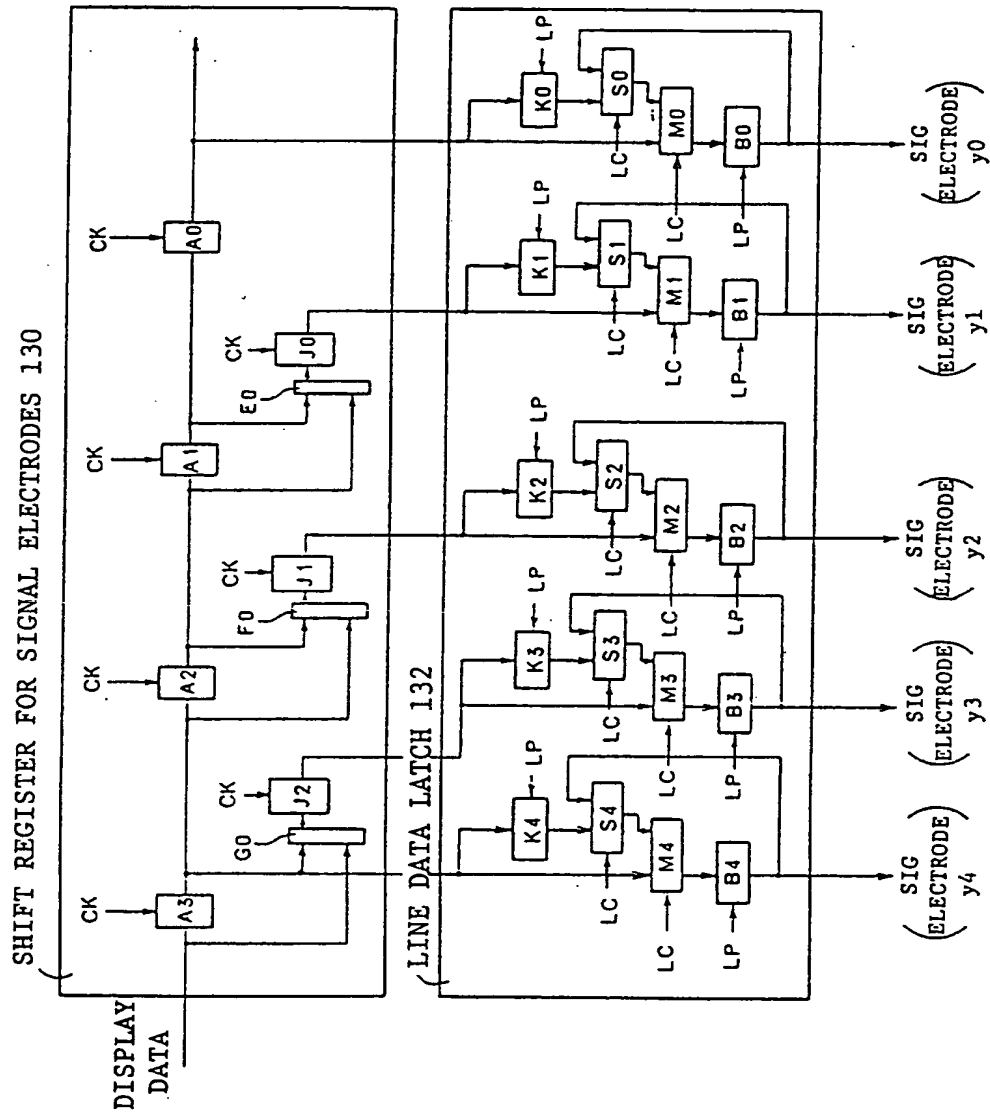 SHIFT REGISTER FOR SIGNAL ELECTRODES 130
DISPLAY
DATA
CK
A3
CK
A2
CK
A1
CK
A0
G0
CK
J2
F0
CK
J1
E0
CK
J0
LINE DATA LATCH 132
K4
LP
LC
S4
LC
M4
LP
B4
K3
LP
LC
S3
LC
M3
LP
B3
K2
LP
LC
S2
LC
M2
LP
B2
K1
LP
LC
S1
LC
M1
LP
B1
K0
LP
LC
S0
LC
M0
LP
B0
SIG
(ELECTRODE)
y4
SIG
(ELECTRODE)
y3
SIG
(ELECTRODE)
y2
SIG
(ELECTRODE)
y1
SIG
(ELECTRODE)
y0